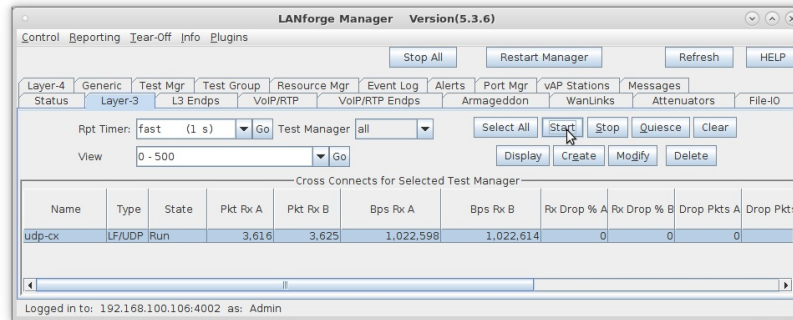 LANforge Manager Version(5.3.6)
Control Reporting Tear-Off Info Plugins
Stop All Restart Manager Refresh HELP
Layer-4 Generic Test Mgr Test Group Resource Mgr Event Log Alerts Port Mgr vAP Stations Messages
Status Layer-3 L3 Endps VoIP/RTP VoIP/RTP Endps Armageddon WanLinks Attenuators File-IO
Rpt Timer: fast (1 s) Go Test Manager all Select All Start Stop Quiesce Clear
View 0 - 500 Go Display Create Modify Delete
Cross Connects for Selected Test Manager
Name Type State Pkt Rx A Pkt Rx B Bps Rx A Bps Rx B Rx Drop % A Rx Drop % B Drop Pkts A Drop Pkts
udp-cx LF/UDP Run 3,616 3,625 1,022,598 1,022,614 0 0 0
Logged in to: 192.168.100.106:4002 as: Admin